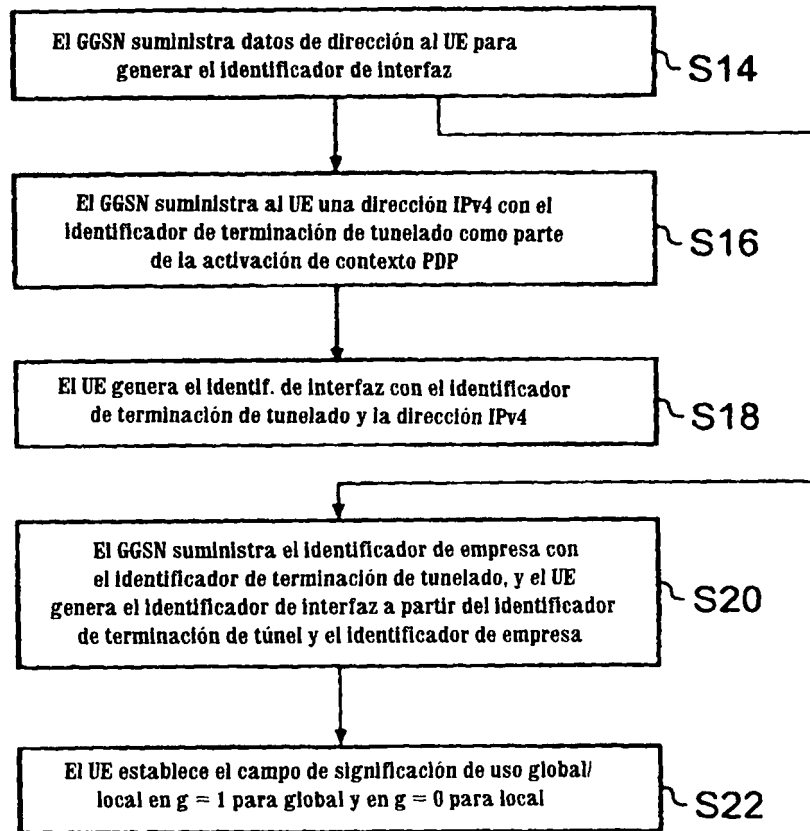 El GGSN suministra datos de dirección al UE para
generar el identificador de interfaz
S14
El GGSN suministra al UE una dirección IPv4 con el
identificador de terminación de tunelado como parte
de la activación de contexto PDP
S16
El UE genera el identif. de interfaz con el identificador
de terminación de tunelado y la dirección IPv4
S18
El GGSN suministra el identificador de empresa con
el identificador de terminación de tunelado, y el UE
genera el identificador de interfaz a partir del identificador
de terminación de túnel y el identificador de empresa
S20
El UE establece el campo de significación de uso global/
local en g = 1 para global y en g = 0 para local
S22